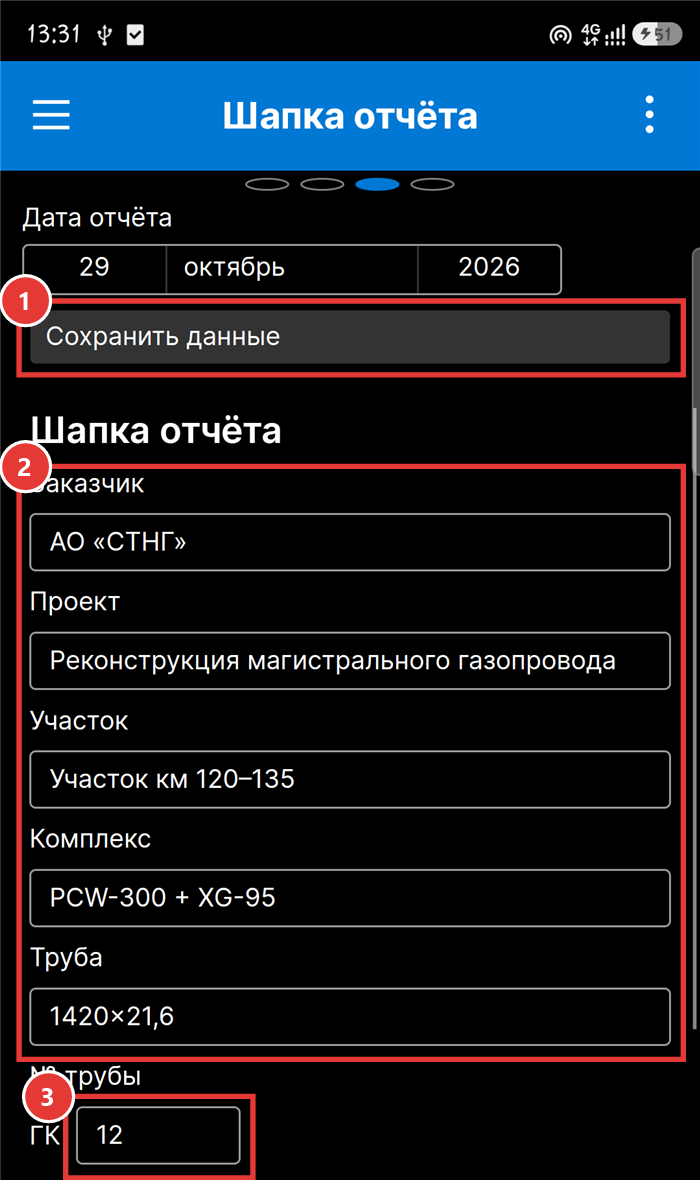 13:31 4G 51
Шапка отчёта
Дата отчёта
29 октябрь 2026
1
Сохранить данные
Шапка отчёта
2
Заказчик
АО «СТНГ»
Проект
Реконструкция магистрального газопровода
Участок
Участок км 120–135
Комплекс
PCW-300 + XG-95
Труба
1420×21,6
№ трубы
3
ГК 12